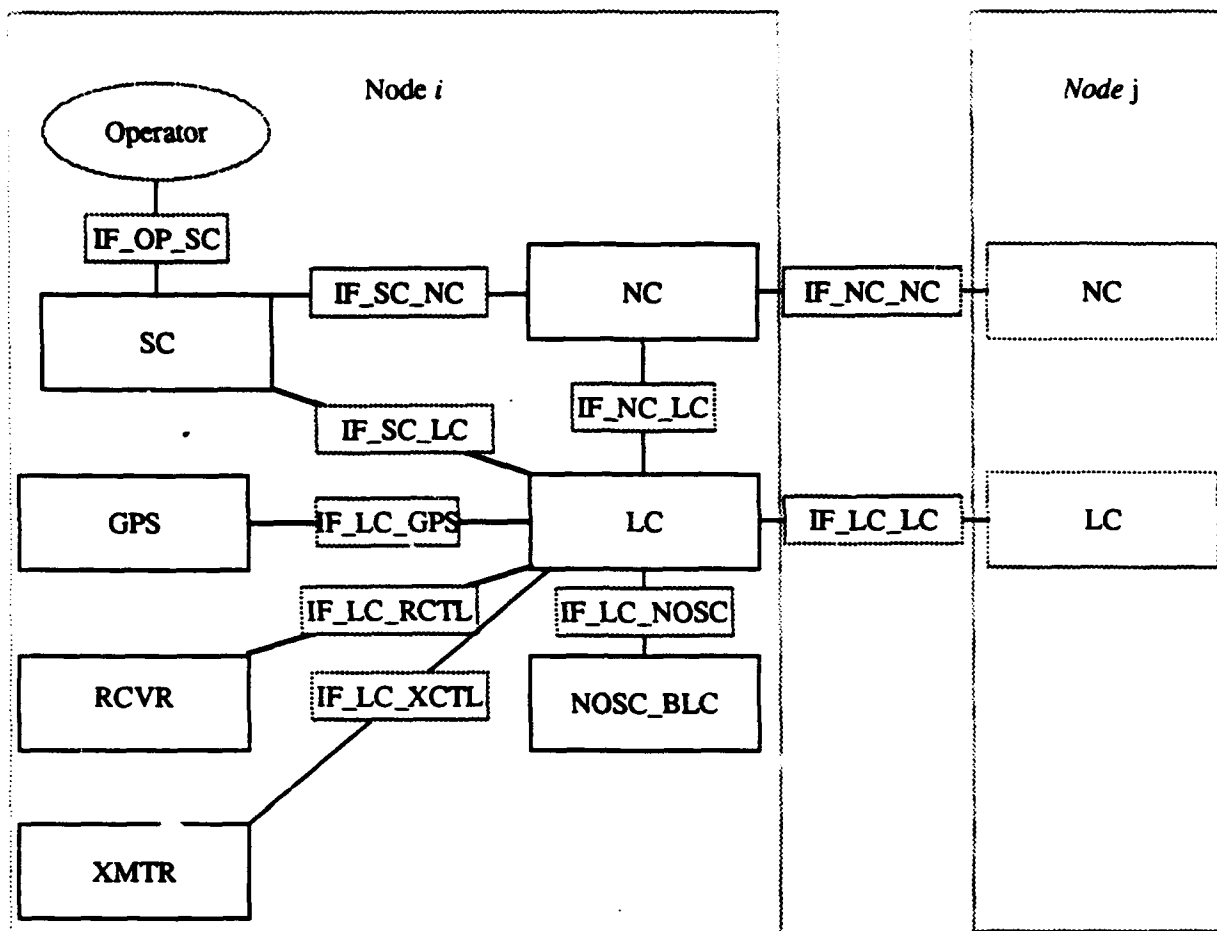 Node i
Node j
Operator
IF_OP_SC
IF_SC_NC
NC
IF_NC_NC
NC
SC
IF_NC_LC
IF_SC_LC
GPS
IF_LC_GPS
LC
IF_LC_LC
LC
IF_LC_RCTL
IF_LC_NOSC
RCVR
IF_LC_XCTL
NOSC_BLC
XMTR